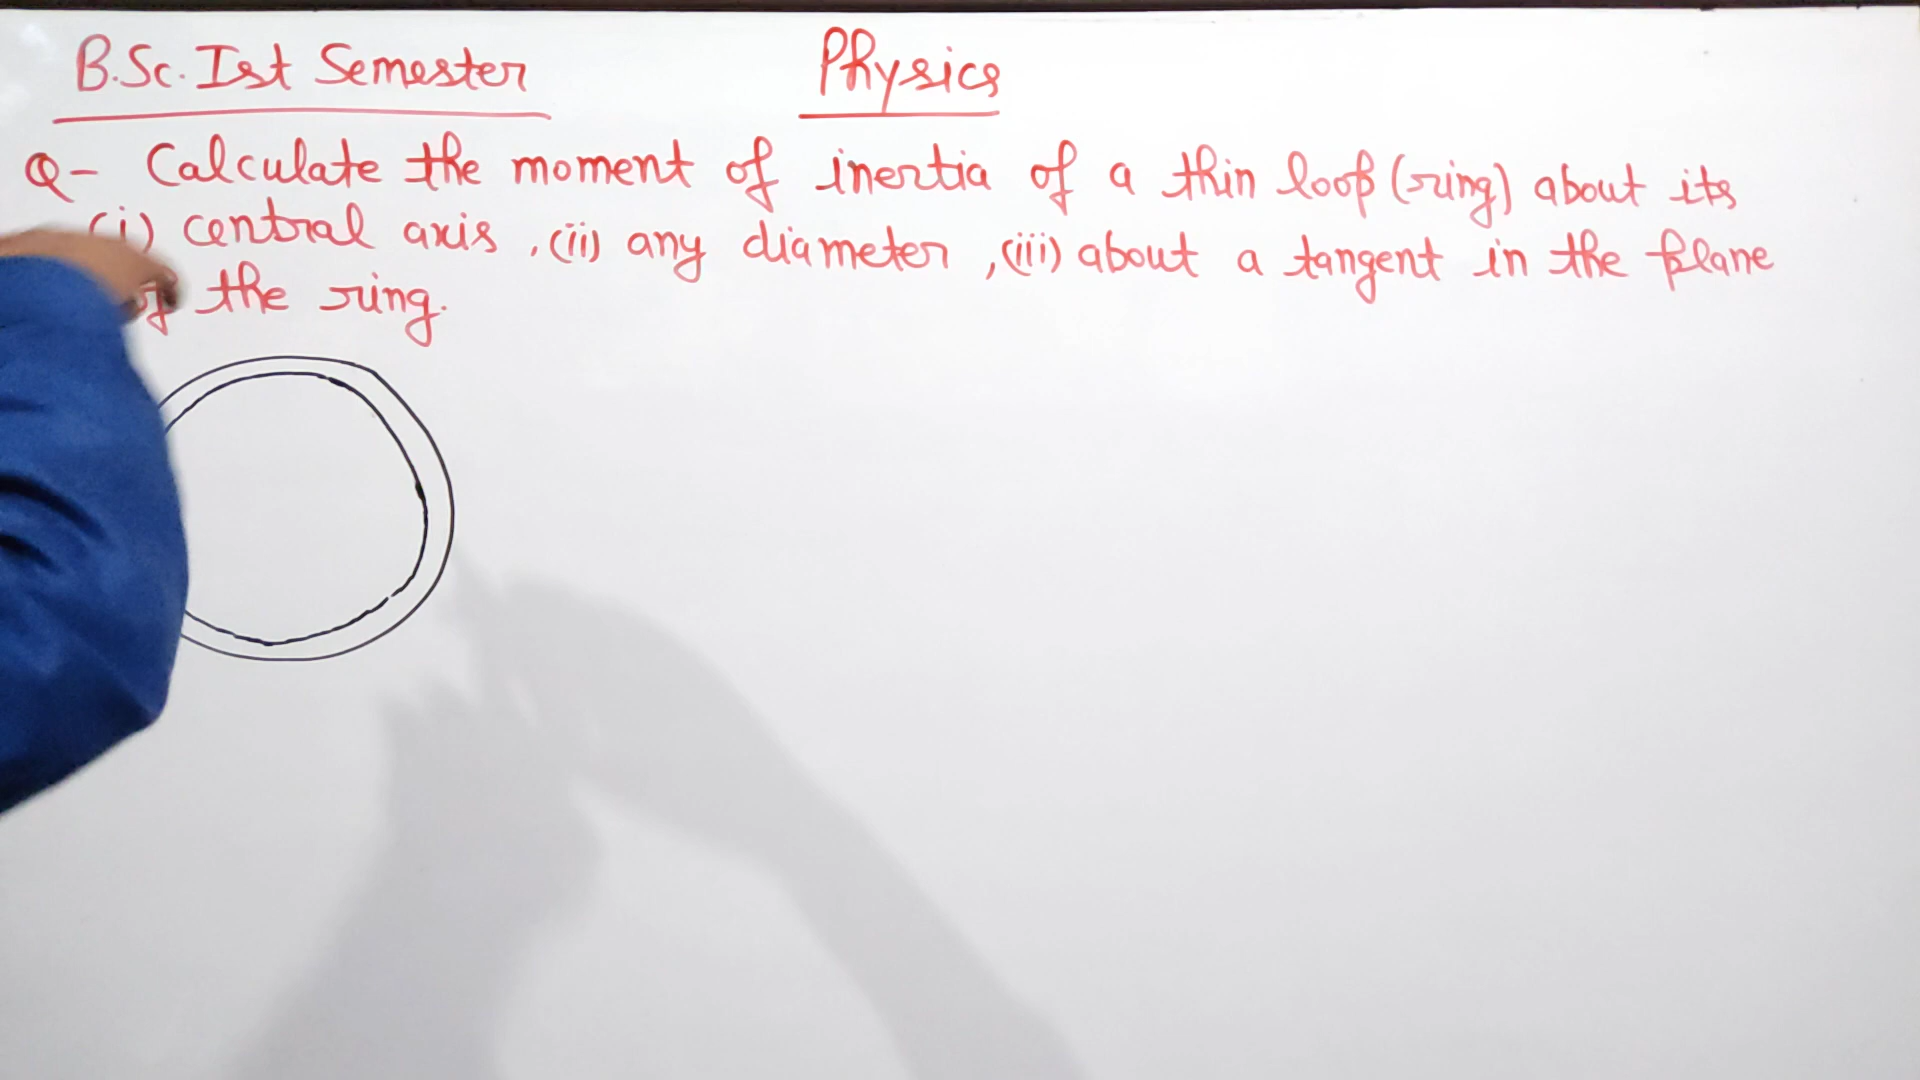 B.Sc. Ist Semester Physics
Q- Calculate the moment of inertia of a thin loop (ring) about its
(i) central axis, (ii) any diameter, (iii) about a tangent in the plane
of the ring.